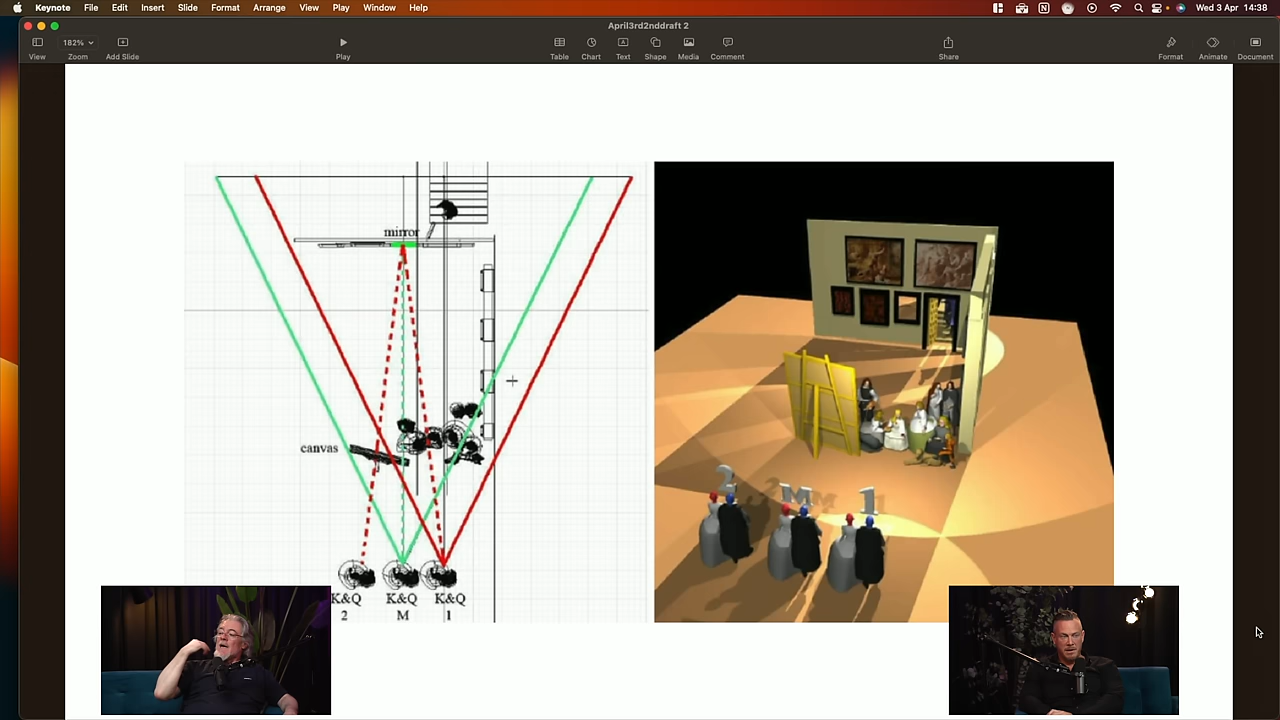 Keynote File Edit Insert Slide Format Arrange View Play Window Help
Wed 3 Apr 14:38
April3rd2nddraft 2
182%
View Zoom Add Slide Play Table Chart Text Shape Media Comment Share Format Animate Document
mirror
canvas
K&Q K&Q K&Q
2 M 1
2 M 1